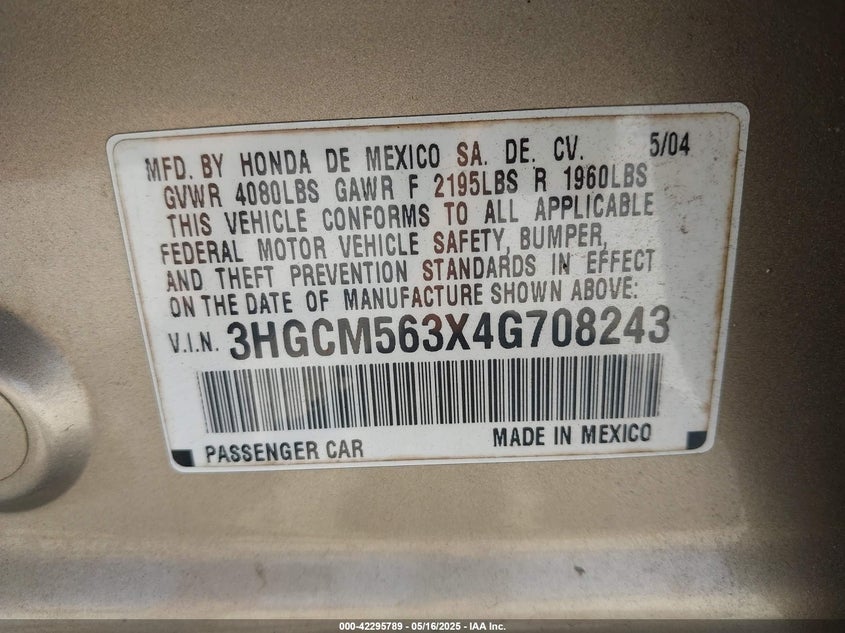 MFD. BY HONDA DE MEXICO SA. DE. CV. 5/04
GVWR 4080LBS GAWR F 2195LBS R 1960LBS
THIS VEHICLE CONFORMS TO ALL APPLICABLE
FEDERAL MOTOR VEHICLE SAFETY, BUMPER,
AND THEFT PREVENTION STANDARDS IN EFFECT
ON THE DATE OF MANUFACTURE SHOWN ABOVE:
V.I.N. 3HGCM563X4G708243
PASSENGER CAR MADE IN MEXICO
000-42295789 - 05/16/2025 - IAA Inc.